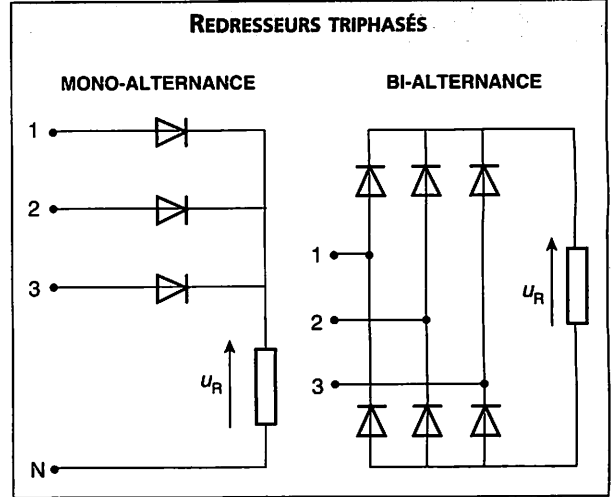 REDRESSEURS TRIPHASÉS
MONO-ALTERNANCE
1
2
3
uR
N
BI-ALTERNANCE
1
2
3
uR